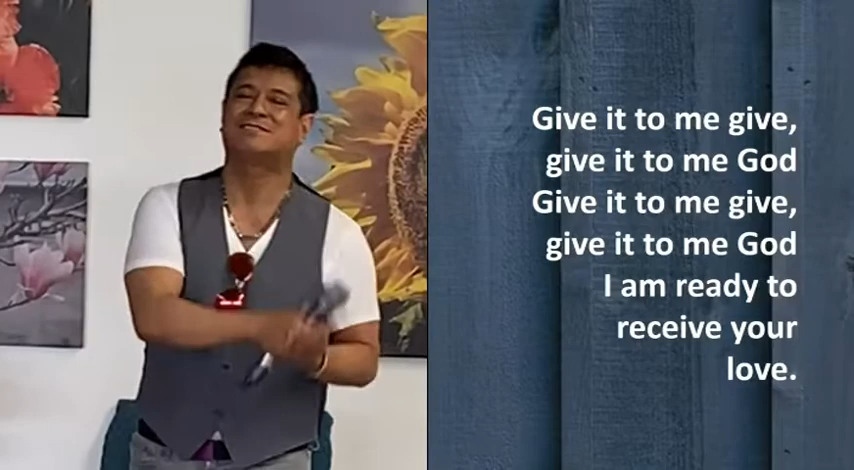 Give it to me give,
give it to me God
Give it to me give,
give it to me God
I am ready to
receive your
love.